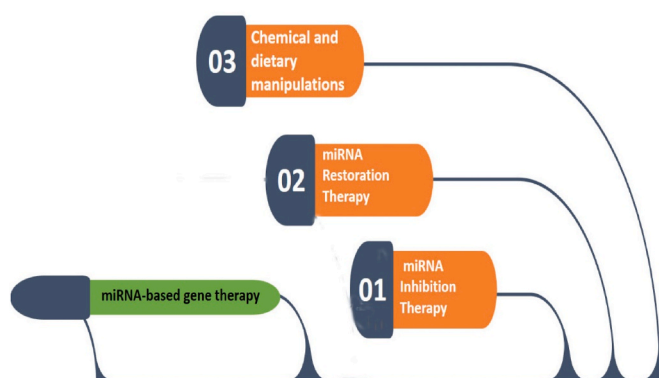 03
Chemical and
dietary
manipulations
02
miRNA
Restoration
Therapy
01
miRNA
Inhibition
Therapy
miRNA-based gene therapy